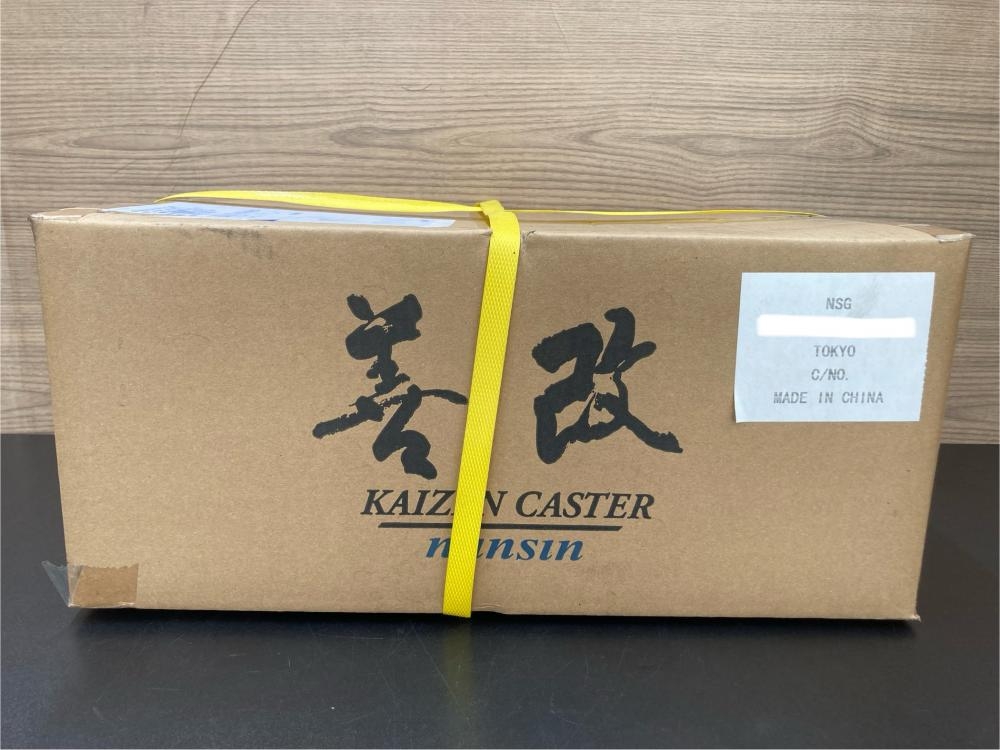 改善
KAIZEN CASTER
nansin
NSG
TOKYO
C/NO.
MADE IN CHINA